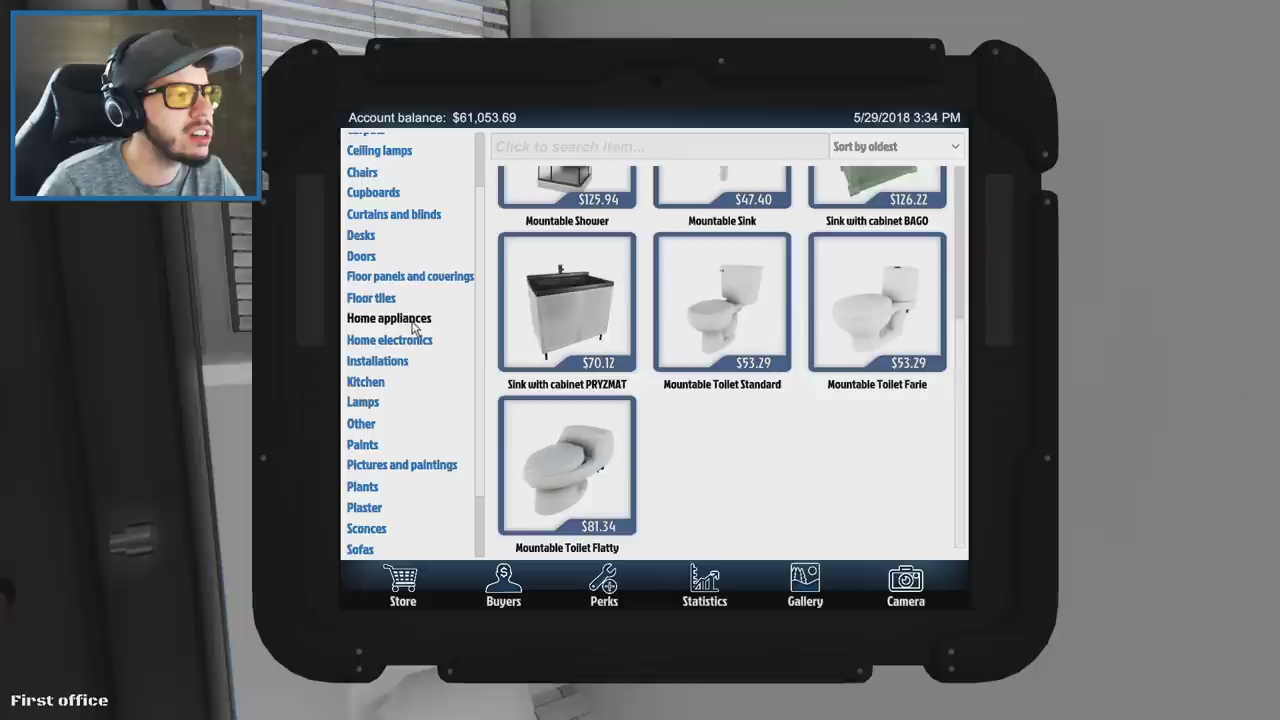 Account balance: $61,053.69
5/29/2018 3:34 PM
Ceiling lamps
Chairs
Cupboards
Curtains and blinds
Desks
Doors
Floor panels and coverings
Floor tiles
Home appliances
Home electronics
Installations
Kitchen
Lamps
Other
Paints
Pictures and paintings
Plants
Plaster
Sconces
Sofas
Click to search item...
Sort by oldest
$125.94
$47.40
$126.22
Mountable Shower
Mountable Sink
Sink with cabinet BAGO
$70.12
$53.29
$53.29
Sink with cabinet PRYZMAT
Mountable Toilet Standard
Mountable Toilet Farie
$81.34
Mountable Toilet Flatty
Store
Buyers
Perks
Statistics
Gallery
Camera
First office